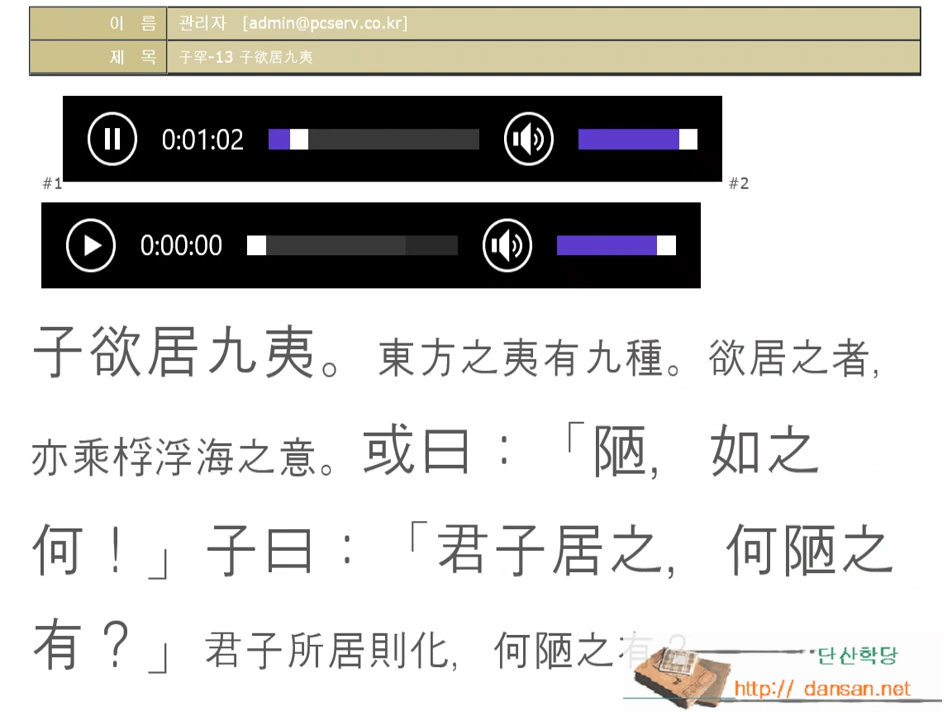 이 름 관리자 [admin@pcserv.co.kr]
제 목 子罕-13 子欲居九夷
0:01:02
#1 #2
0:00:00
子欲居九夷。東方之夷有九種。欲居之者,
亦乘桴浮海之意。或曰：「陋, 如之
何！」子曰：「君子居之, 何陋之
有？」君子所居則化, 何陋之有？
단산학당
http:// dansan.net